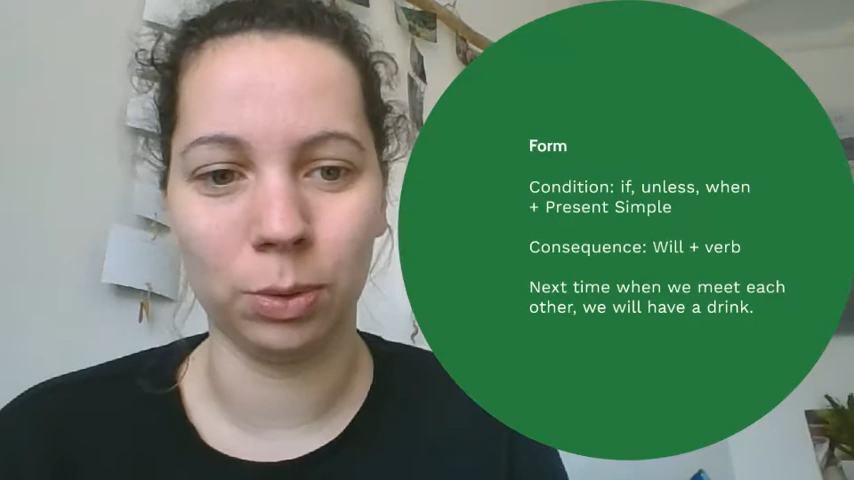 Form
Condition: if, unless, when
+ Present Simple
Consequence: Will + verb
Next time when we meet each
other, we will have a drink.